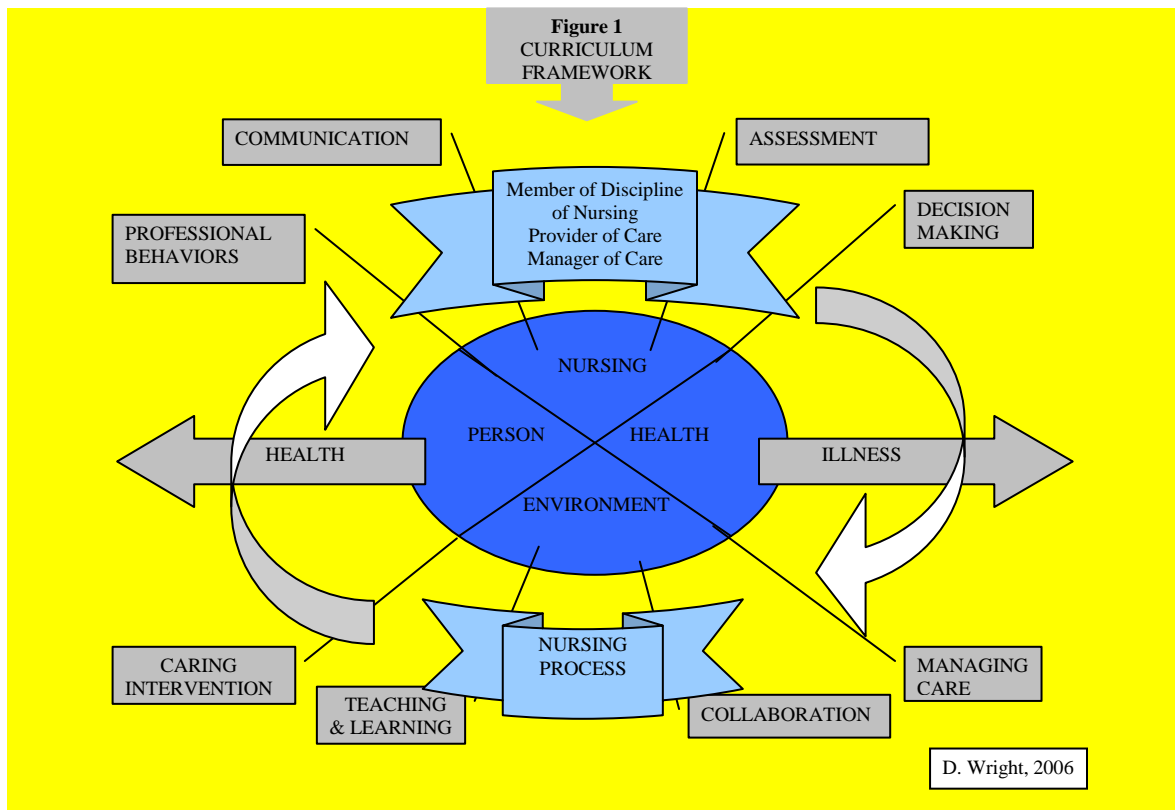 Figure 1
CURRICULUM
FRAMEWORK
COMMUNICATION
ASSESSMENT
Member of Discipline
of Nursing
Provider of Care
Manager of Care
PROFESSIONAL
BEHAVIORS
DECISION
MAKING
NURSING
PERSON
HEALTH
HEALTH
ILLNESS
ENVIRONMENT
CARING
INTERVENTION
NURSING
PROCESS
MANAGING
CARE
TEACHING
& LEARNING
COLLABORATION
D. Wright, 2006